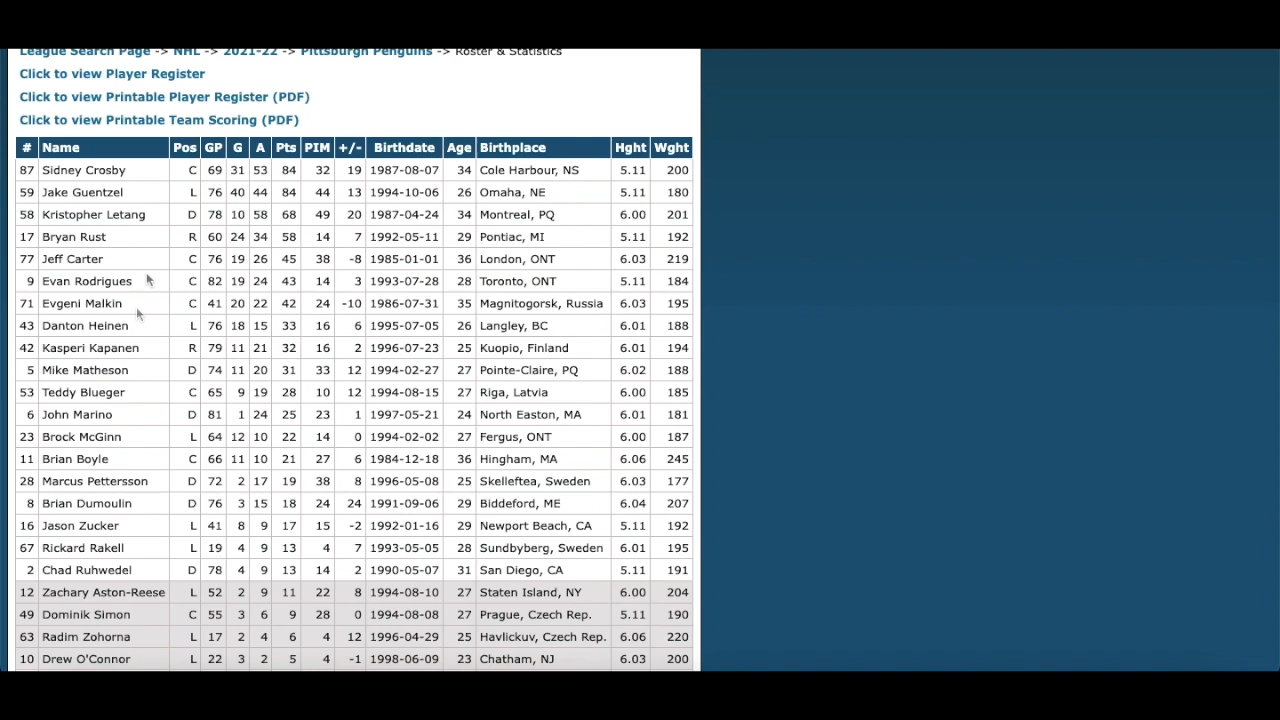 League Search Page -> NHL -> 2021-22 -> Pittsburgh Penguins -> Roster & Statistics
Click to view Player Register
Click to view Printable Player Register (PDF)
Click to view Printable Team Scoring (PDF)
# Name Pos GP G A Pts PIM +/- Birthdate Age Birthplace Hght Wght
87 Sidney Crosby C 69 31 53 84 32 19 1987-08-07 34 Cole Harbour, NS 5.11 200
59 Jake Guentzel L 76 40 44 84 44 13 1994-10-06 26 Omaha, NE 5.11 180
58 Kristopher Letang D 78 10 58 68 49 20 1987-04-24 34 Montreal, PQ 6.00 201
17 Bryan Rust R 60 24 34 58 14 7 1992-05-11 29 Pontiac, MI 5.11 192
77 Jeff Carter C 76 19 26 45 38 -8 1985-01-01 36 London, ONT 6.03 219
9 Evan Rodrigues C 82 19 24 43 14 3 1993-07-28 28 Toronto, ONT 5.11 184
71 Evgeni Malkin C 41 20 22 42 24 -10 1986-07-31 35 Magnitogorsk, Russia 6.03 195
43 Danton Heinen L 76 18 15 33 16 6 1995-07-05 26 Langley, BC 6.01 188
42 Kasperi Kapanen R 79 11 21 32 16 2 1996-07-23 25 Kuopio, Finland 6.01 194
5 Mike Matheson D 74 11 20 31 33 12 1994-02-27 27 Pointe-Claire, PQ 6.02 188
53 Teddy Blueger C 65 9 19 28 10 12 1994-08-15 27 Riga, Latvia 6.00 185
6 John Marino D 81 1 24 25 23 1 1997-05-21 24 North Easton, MA 6.01 181
23 Brock McGinn L 64 12 10 22 14 0 1994-02-02 27 Fergus, ONT 6.00 187
11 Brian Boyle C 66 11 10 21 27 6 1984-12-18 36 Hingham, MA 6.06 245
28 Marcus Pettersson D 72 2 17 19 38 8 1996-05-08 25 Skelleftea, Sweden 6.03 177
8 Brian Dumoulin D 76 3 15 18 24 24 1991-09-06 29 Biddeford, ME 6.04 207
16 Jason Zucker L 41 8 9 17 15 -2 1992-01-16 29 Newport Beach, CA 5.11 192
67 Rickard Rakell L 19 4 9 13 4 7 1993-05-05 28 Sundbyberg, Sweden 6.01 195
2 Chad Ruhwedel D 78 4 9 13 14 2 1990-05-07 31 San Diego, CA 5.11 191
12 Zachary Aston-Reese L 52 2 9 11 22 8 1994-08-10 27 Staten Island, NY 6.00 204
49 Dominik Simon C 55 3 6 9 28 0 1994-08-08 27 Prague, Czech Rep. 5.11 190
63 Radim Zohorna L 17 2 4 6 4 12 1996-04-29 25 Havlickuv, Czech Rep. 6.06 220
10 Drew O'Connor L 22 3 2 5 4 -1 1998-06-09 23 Chatham, NJ 6.03 200